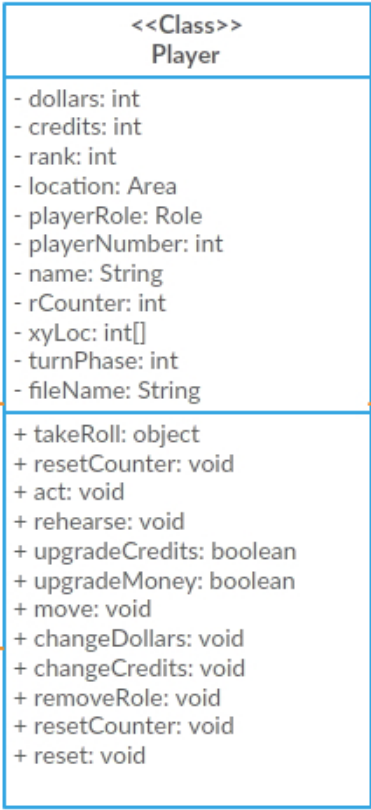 <<Class>>
Player
- dollars: int
- credits: int
- rank: int
- location: Area
- playerRole: Role
- playerNumber: int
- name: String
- rCounter: int
- xyLoc: int[]
- turnPhase: int
- fileName: String
+ takeRoll: object
+ resetCounter: void
+ act: void
+ rehearse: void
+ upgradeCredits: boolean
+ upgradeMoney: boolean
+ move: void
+ changeDollars: void
+ changeCredits: void
+ removeRole: void
+ resetCounter: void
+ reset: void